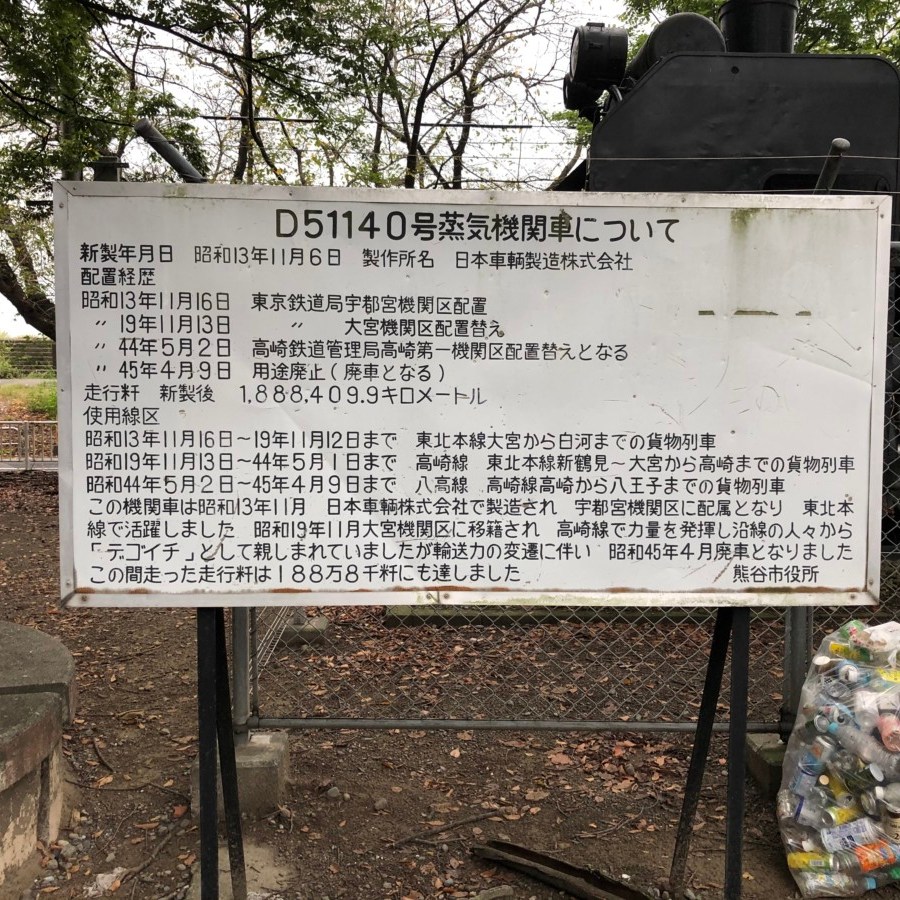 D51140号蒸気機関車について
新製年月日 昭和13年11月6日 製作所名 日本車輌製造株式会社
配置経歴
昭和13年11月16日 東京鉄道局宇都宮機関区配置
〃 19年11月13日 〃 大宮機関区配置替え
〃 44年5月2日 高崎鉄道管理局高崎第一機関区配置替えとなる
〃 45年4月9日 用途廃止(廃車となる)
走行粁 新製後 1,888,409.9キロメートル
使用線区
昭和13年11月16日~19年11月12日まで 東北本線大宮から白河までの貨物列車
昭和19年11月13日~44年5月1日まで 高崎線 東北本線新鶴見~大宮から高崎までの貨物列車
昭和44年5月2日~45年4月9日まで 八高線 高崎線高崎から八王子までの貨物列車
この機関車は昭和13年11月 日本車輌株式会社で製造され 宇都宮機関区に配属となり 東北本
線で活躍しました 昭和19年11月大宮機関区に移籍され 高崎線で力量を発揮し沿線の人々から
「デゴイチ」として親しまれていましたが輸送力の変遷に伴い 昭和45年4月廃車となりました
この間走った走行粁は188万8千粁にも達しました 熊谷市役所